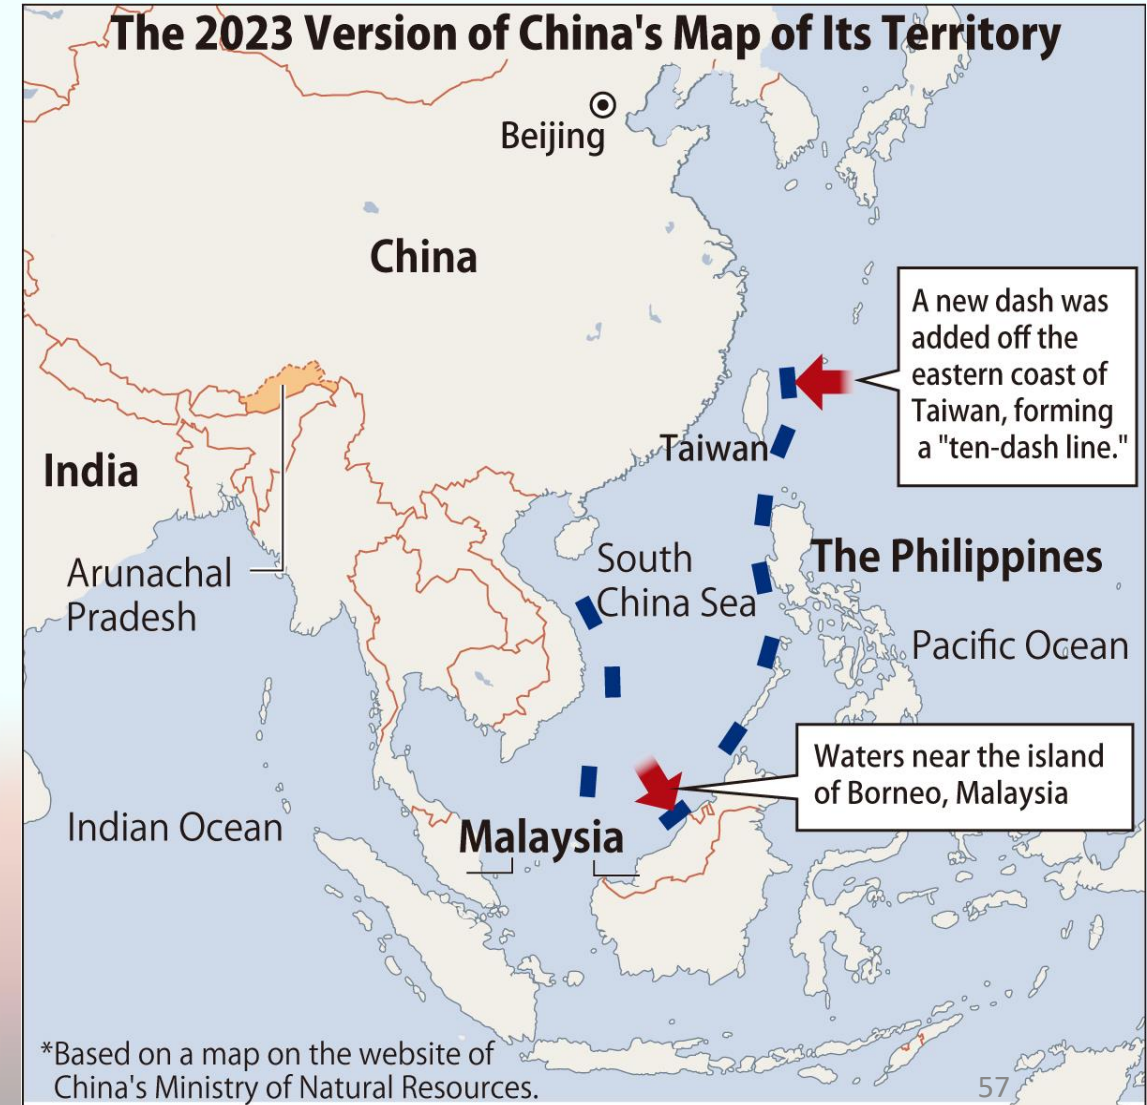 The 2023 Version of China's Map of Its Territory
Beijing
China
A new dash was
added off the
eastern coast of
Taiwan, forming
a "ten-dash line."
Taiwan
India
Arunachal
Pradesh
South
China Sea
The Philippines
Pacific Ocean
Waters near the island
of Borneo, Malaysia
Indian Ocean
Malaysia
*Based on a map on the website of
China's Ministry of Natural Resources.
57